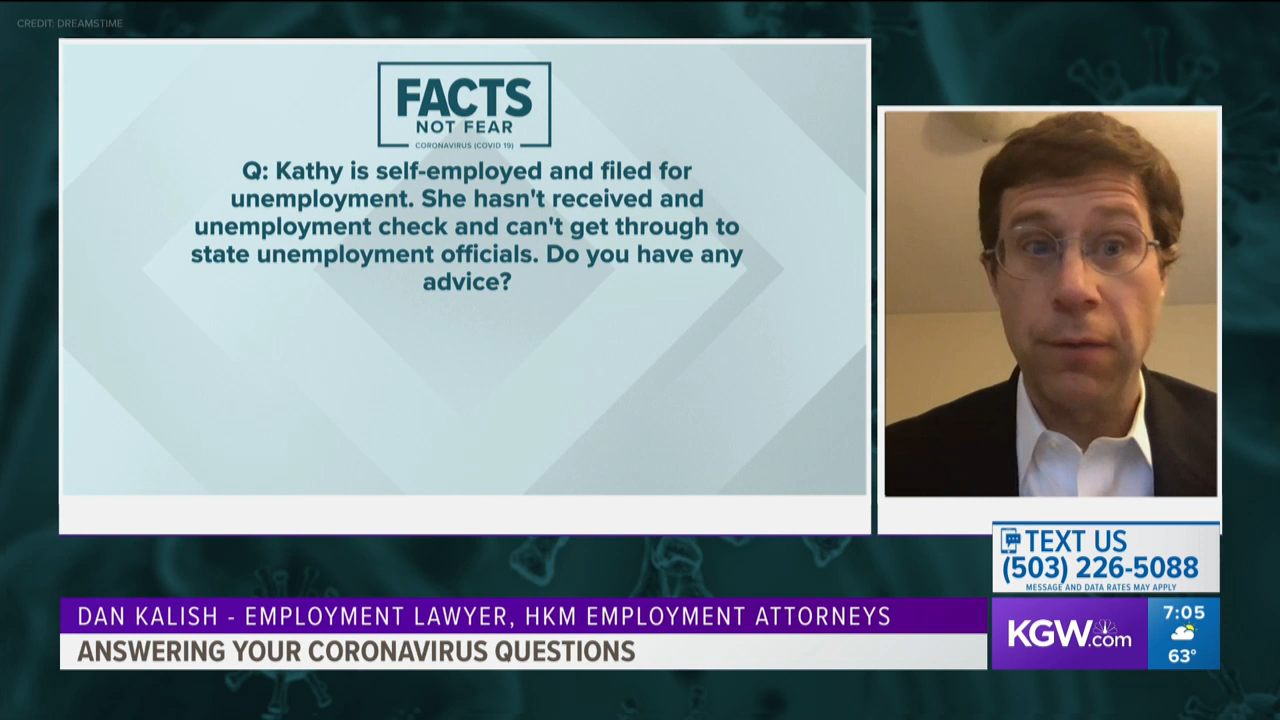 CREDIT: DREAMSTIME
FACTS
NOT FEAR
CORONAVIRUS (COVID 19)
Q: Kathy is self-employed and filed for
unemployment. She hasn't received and
unemployment check and can't get through to
state unemployment officials. Do you have any
advice?
TEXT US
(503) 226-5088
MESSAGE AND DATA RATES MAY APPLY
DAN KALISH - EMPLOYMENT LAWYER, HKM EMPLOYMENT ATTORNEYS
ANSWERING YOUR CORONAVIRUS QUESTIONS
KGW.com
7:05
63°